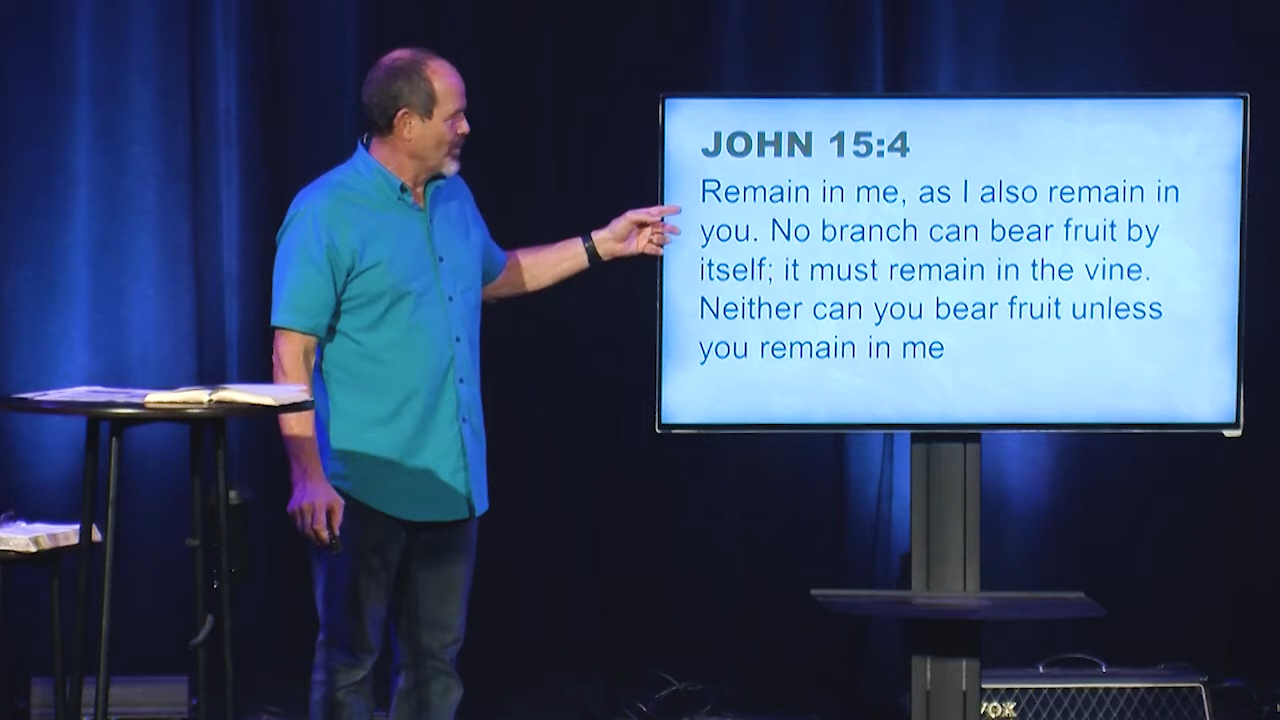 JOHN 15:4
Remain in me, as I also remain in
you. No branch can bear fruit by
itself; it must remain in the vine.
Neither can you bear fruit unless
you remain in me
VOX